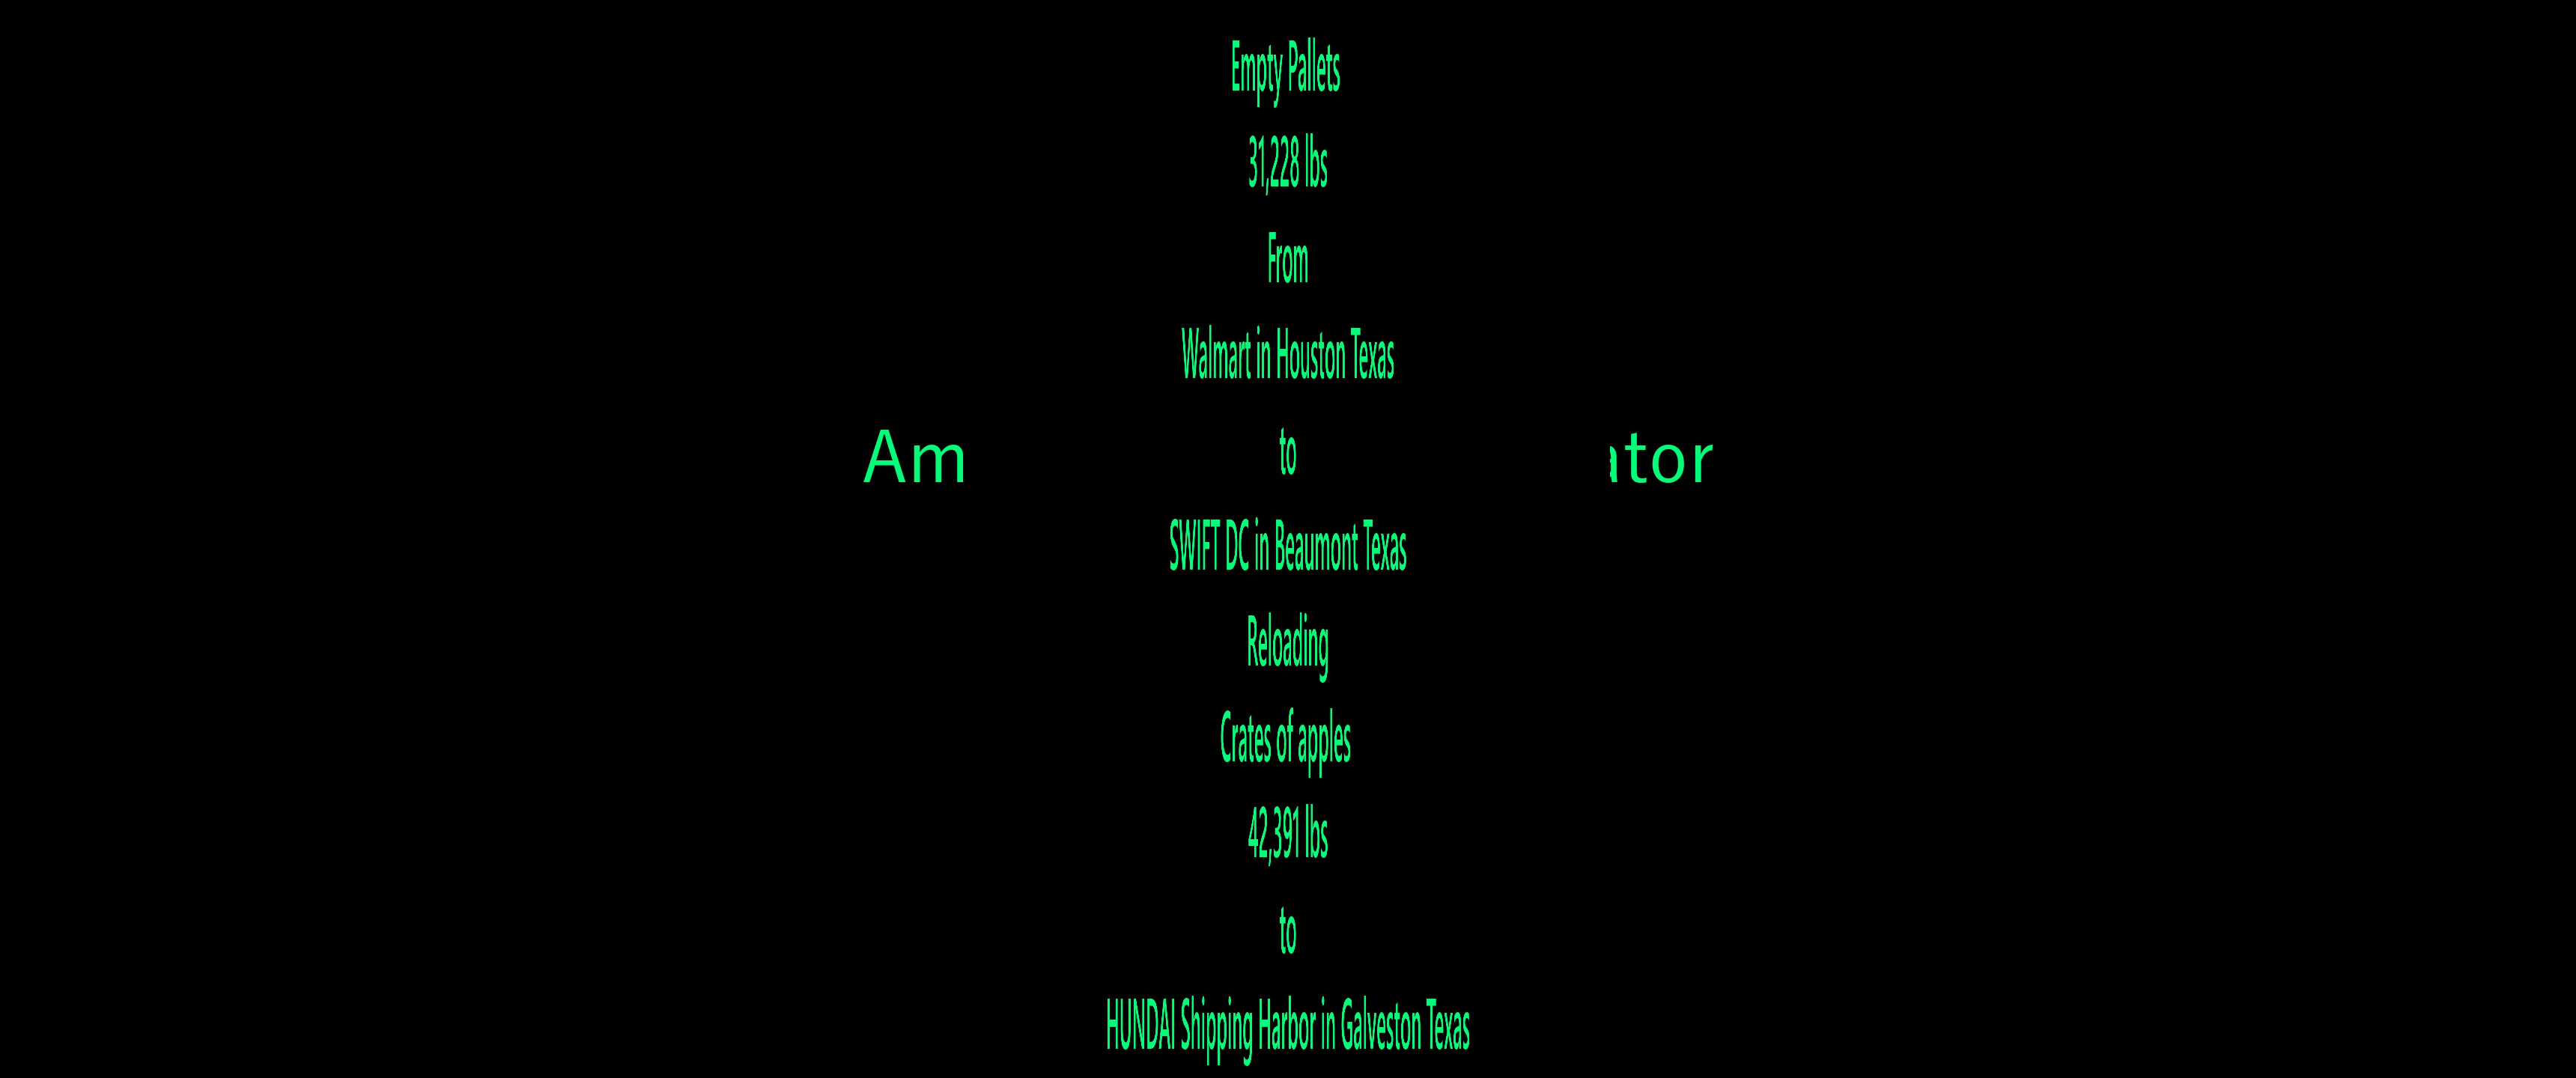 Empty Pallets
31,228 lbs
From
Walmart in Houston Texas
Am
to
ator
SWIFT DC in Beaumont Texas
Reloading
Crates of apples
42,391 lbs
to
HUNDAI Shipping Harbor in Galveston Texas